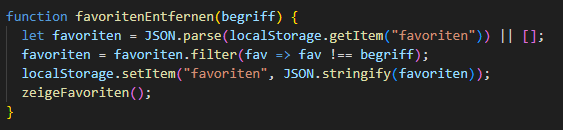 function favoritenEntfernen(begriff) {
  let favoriten = JSON.parse(localStorage.getItem("favoriten")) || [];
  favoriten = favoriten.filter(fav => fav !== begriff);
  localStorage.setItem("favoriten", JSON.stringify(favoriten));
  zeigeFavoriten();
}